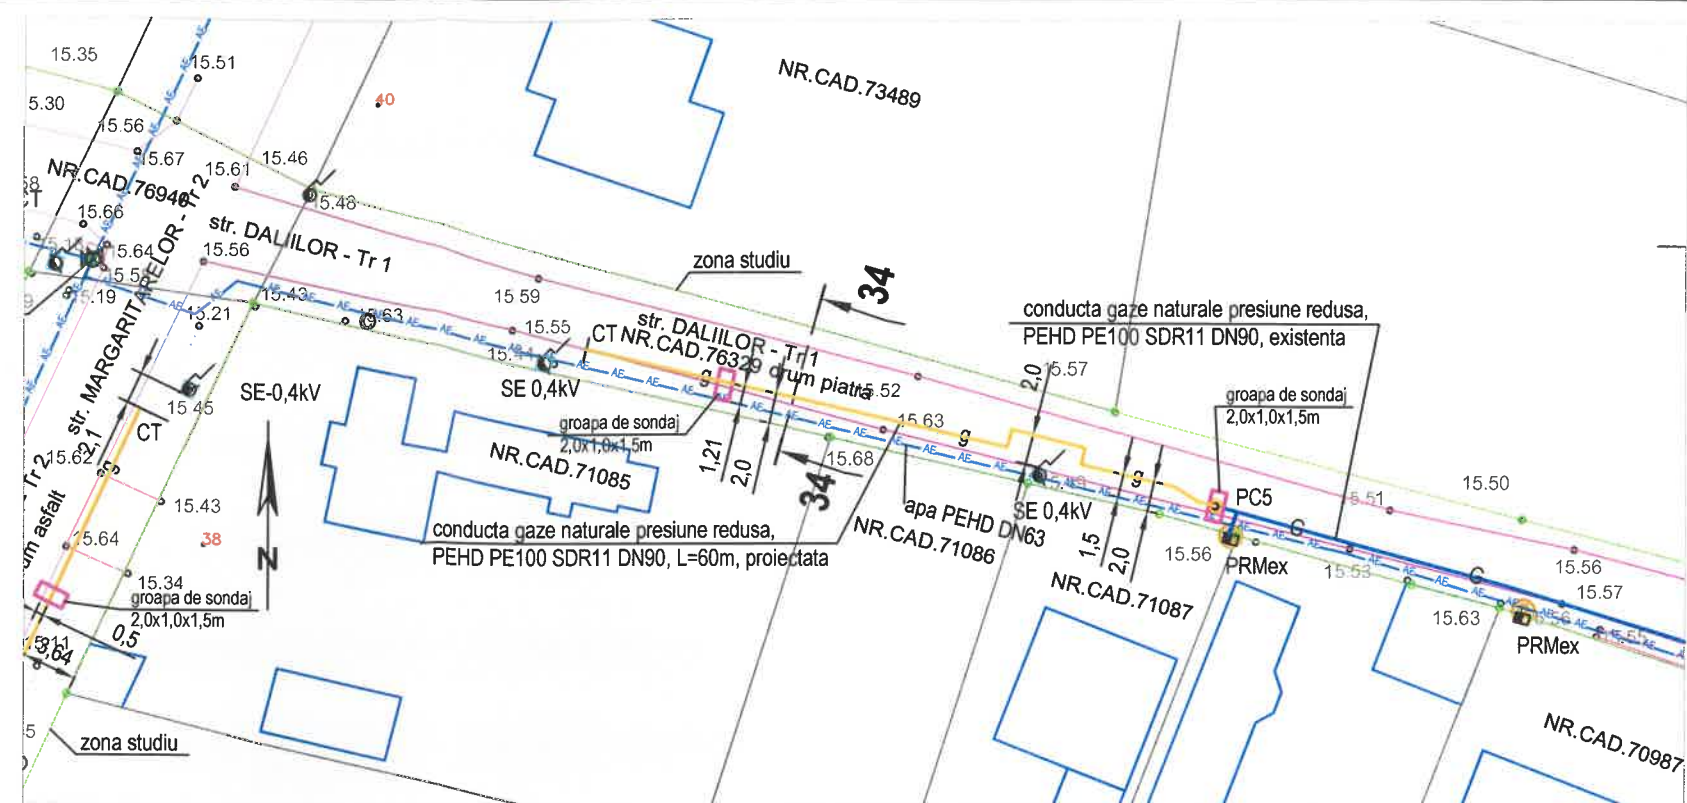 15.35
15.51
15.30
15.56
15.67
15.46
15.61
15.48
NR.CAD.76946
40
NR.CAD.73489
15.66
15.64
15.19
15.56
str. DALIILOR - Tr 1
str. MARGARITARELOR - Tr 2
15.43
15.21
15.63
15 59
15.55
zona studiu
34
str. DALIILOR - Tr 1
CT NR.CAD.76329 drum piatra
15.52
15.57
2,0
conducta gaze naturale presiune redusa,
PEHD PE100 SDR11 DN90, existenta
groapa de sondaj
2,0x1,0x1,5m
SE-0,4kV
SE 0,4kV
15 45
CT
2,1
15.62
g
15.63
groapa de sondaj
2,0x1,0x1,5m
NR.CAD.71085
1,21
2,0
34
15.68
g
g
g
15.43
15.64
38
15.34
N
conducta gaze naturale presiune redusa,
PEHD PE100 SDR11 DN90, L=60m, proiectata
apa PEHD DN63
NR.CAD.71086
SE 0,4kV
1,5
2,0
PC5
G
G
15.50
5.51
15.56
15.56
15.53
15.57
15.63
PRMex
PRMex
NR.CAD.71087
NR.CAD.70987
groapa de sondaj
2,0x1,0x1,5m
0,5
um asfalt
Tr 2
zona studiu
AE